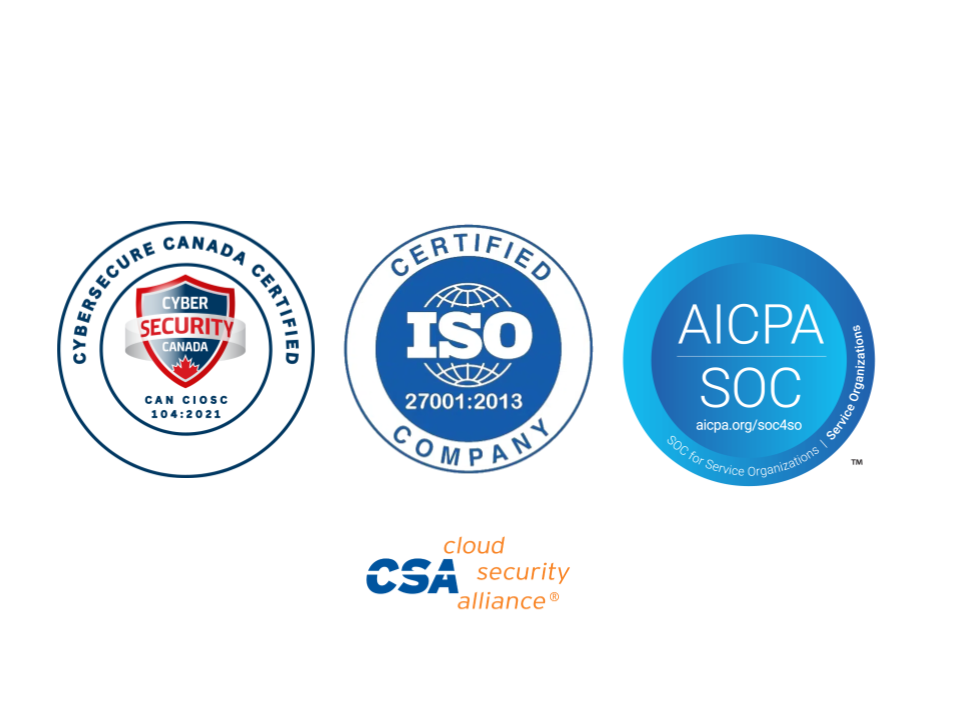 CYBERSECURE CANADA CERTIFIED
CYBER
SECURITY
CANADA
CAN CIOSC
104:2021
CERTIFIED
ISO
27001:2013
COMPANY
AICPA
SOC
aicpa.org/soc4so
SOC for Service Organizations | Service Organizations
TM
cloud
CSA security
alliance®